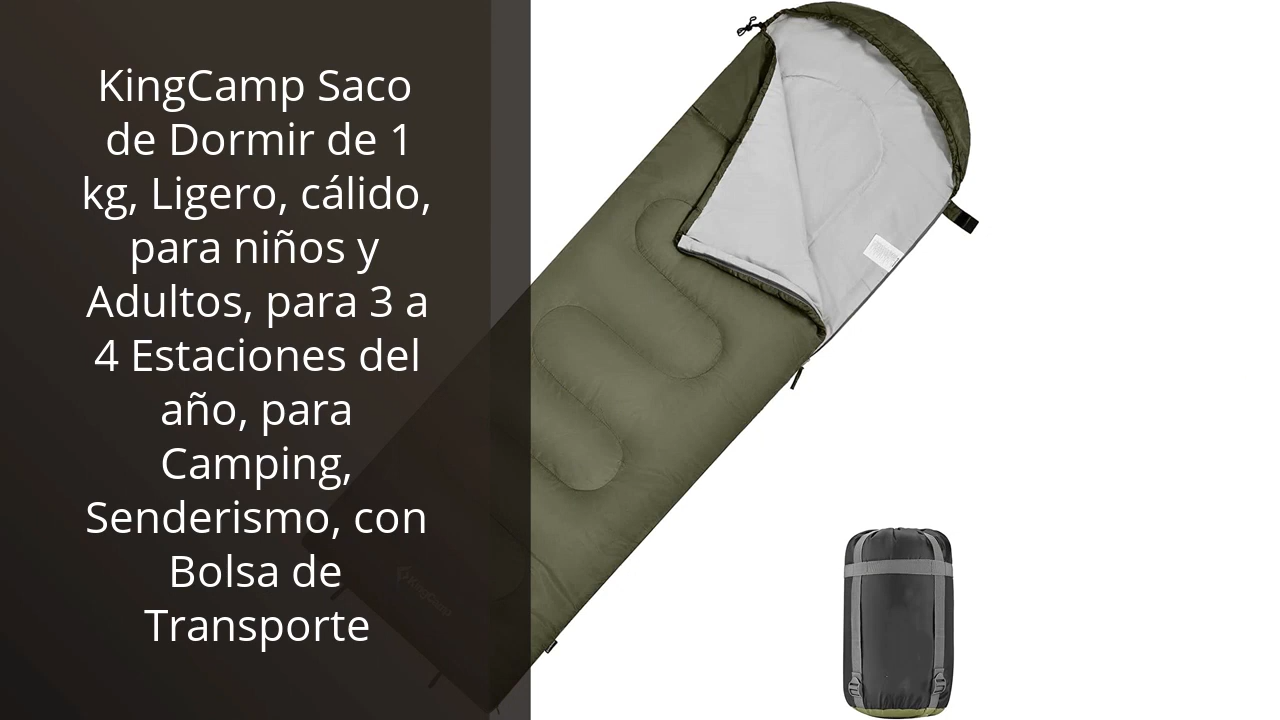 KingCamp Saco
de Dormir de 1
kg, Ligero, cálido,
para niños y
Adultos, para 3 a
4 Estaciones del
año, para
Camping,
Senderismo, con
Bolsa de
Transporte
KingCamp